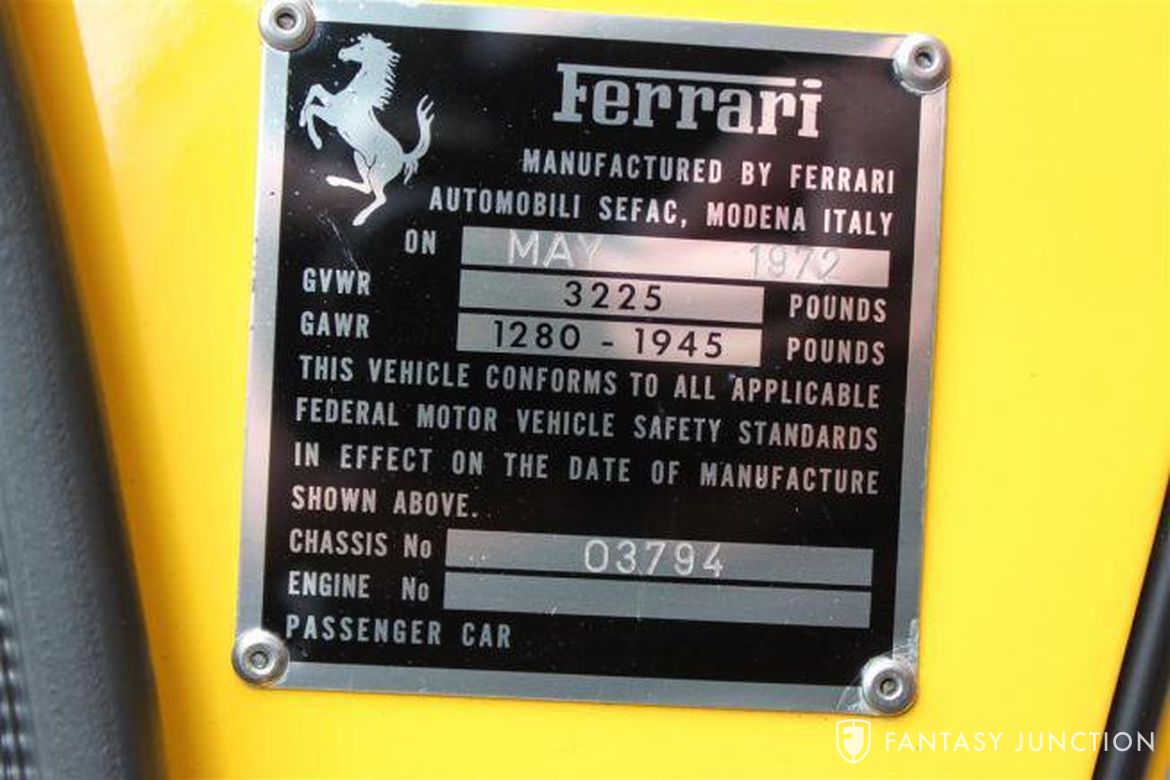 Ferrari
MANUFACTURED BY FERRARI
AUTOMOBILI SEFAC, MODENA ITALY
ON MAY 1972
GVWR 3225 POUNDS
GAWR 1280 - 1945 POUNDS
THIS VEHICLE CONFORMS TO ALL APPLICABLE
FEDERAL MOTOR VEHICLE SAFETY STANDARDS
IN EFFECT ON THE DATE OF MANUFACTURE
SHOWN ABOVE.
CHASSIS No 03794
ENGINE No
PASSENGER CAR
FANTASY JUNCTION